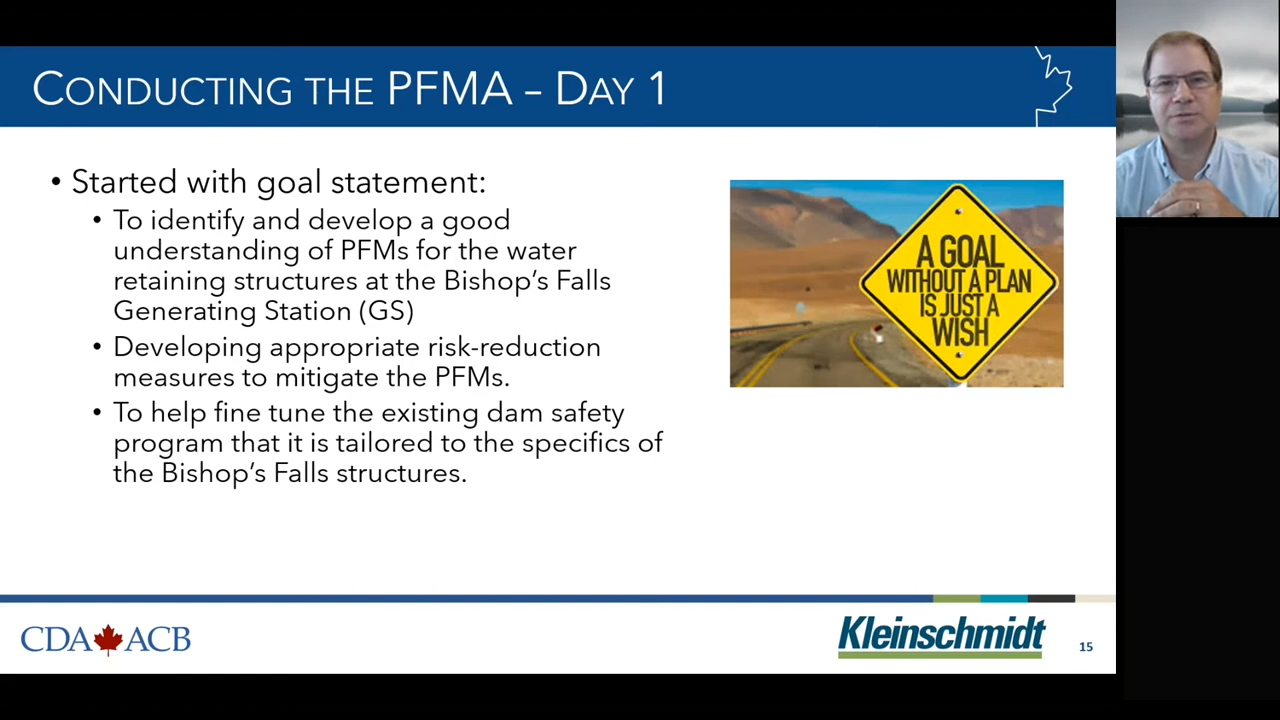 CONDUCTING THE PFMA – DAY 1
• Started with goal statement:
• To identify and develop a good
understanding of PFMs for the water
retaining structures at the Bishop's Falls
Generating Station (GS)
• Developing appropriate risk-reduction
measures to mitigate the PFMs.
• To help fine tune the existing dam safety
program that it is tailored to the specifics of
the Bishop's Falls structures.
A GOAL
WITHOUT A PLAN
IS JUST A
WISH
CDA ACB
Kleinschmidt
15